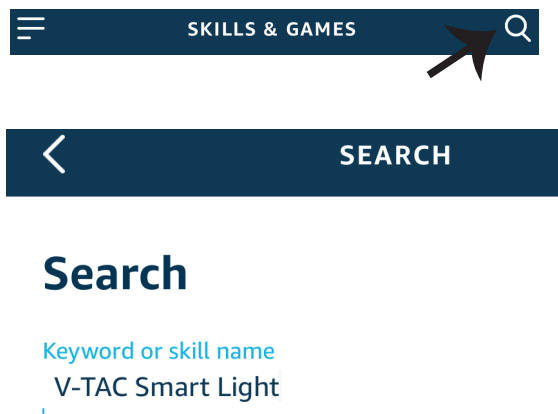 SKILLS & GAMES
SEARCH
Search
Keyword or skill name
V-TAC Smart Light